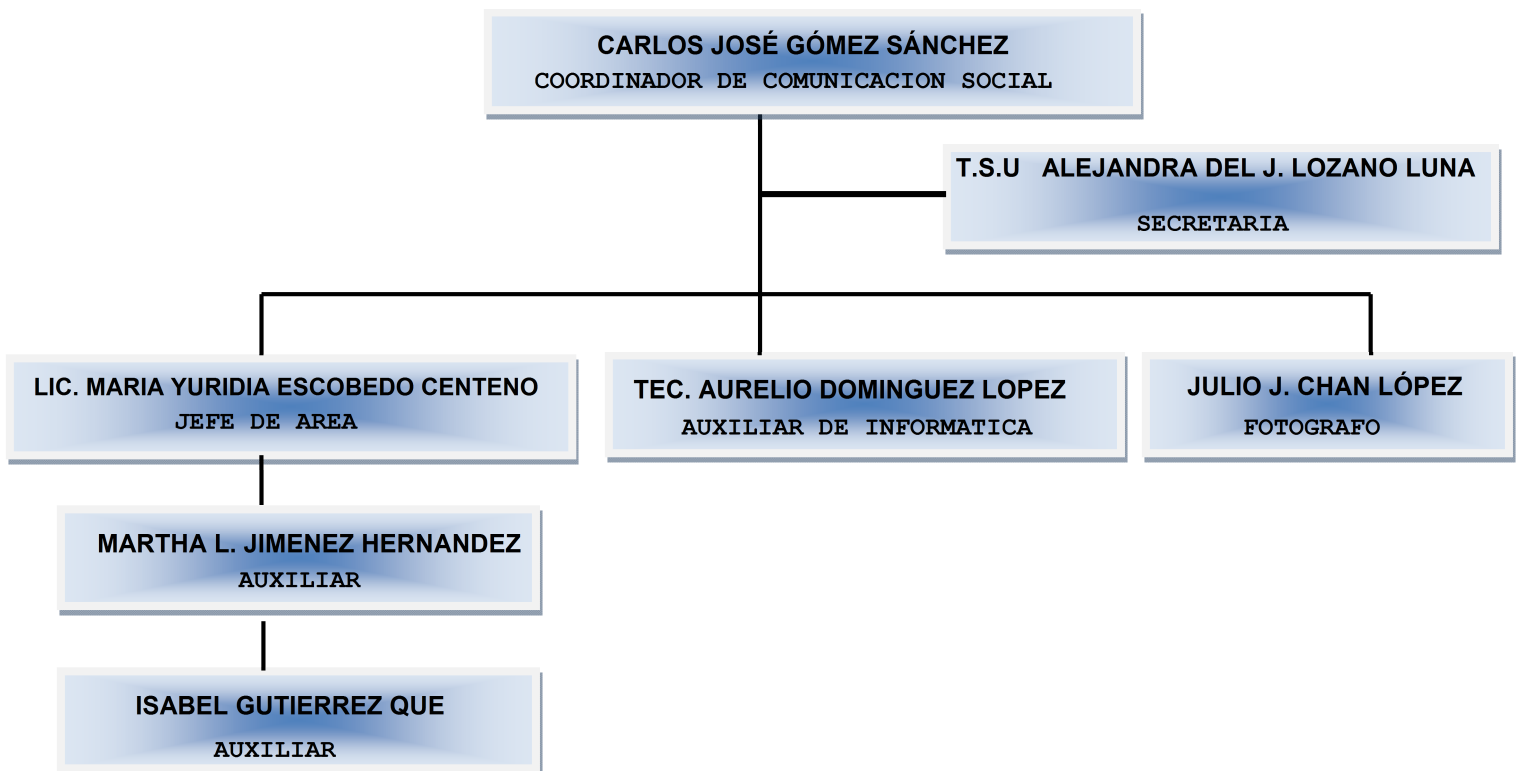 CARLOS JOSÉ GÓMEZ SÁNCHEZ
COORDINADOR DE COMUNICACION SOCIAL
T.S.U ALEJANDRA DEL J. LOZANO LUNA
SECRETARIA
LIC. MARIA YURIDIA ESCOBEDO CENTENO
JEFE DE AREA
TEC. AURELIO DOMINGUEZ LOPEZ
AUXILIAR DE INFORMATICA
JULIO J. CHAN LÓPEZ
FOTOGRAFO
MARTHA L. JIMENEZ HERNANDEZ
AUXILIAR
ISABEL GUTIERREZ QUE
AUXILIAR